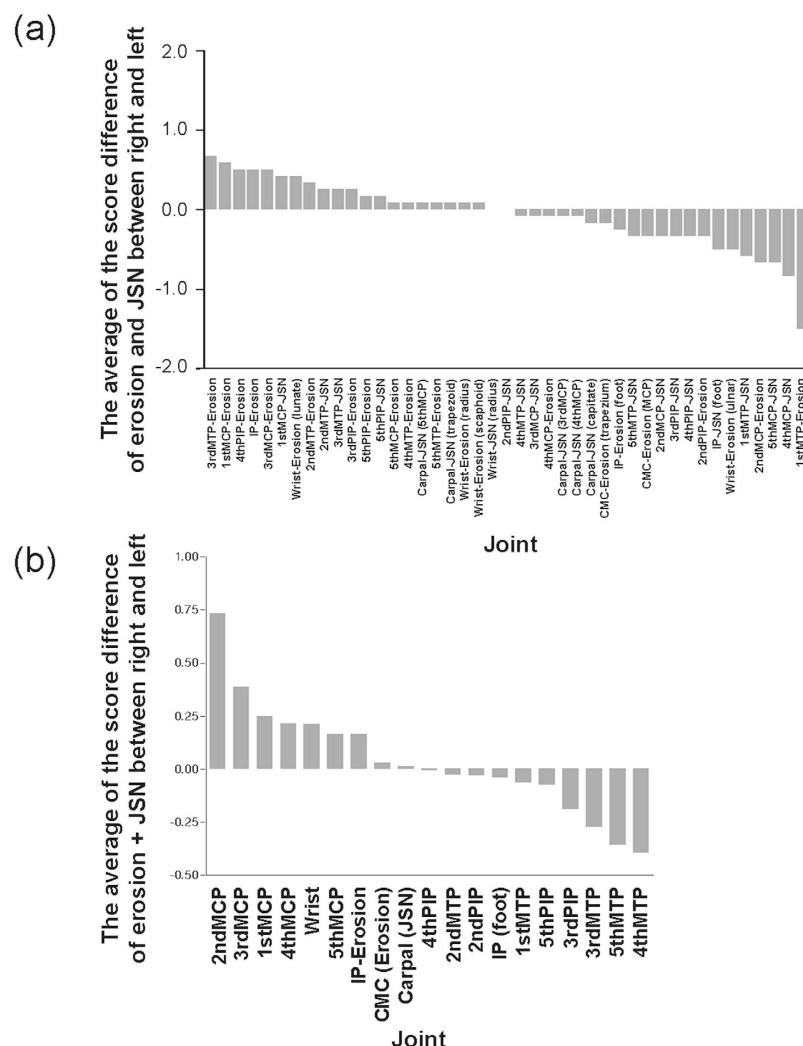 (a)
The average of the score difference
of erosion and JSN between right and left
2.0
1.0
0.0
-1.0
-2.0
3rdMTP-Erosion
1stMCP-Erosion
4thPIP-Erosion
IP-Erosion
3rdMCP-Erosion
1stMCP-JSN
Wrist-Erosion (lunate)
2ndMTP-Erosion
2ndMTP-JSN
3rdMTP-JSN
3rdPIP-Erosion
5thPIP-Erosion
5thPIP-JSN
5thMCP-Erosion
4thMTP-Erosion
Carpal-JSN (5thMCP)
5thMTP-Erosion
Carpal-JSN (trapezoid)
Wrist-Erosion (radius)
Wrist-Erosion (scaphoid)
Wrist-JSN (radius)
2ndPIP-JSN
4thMTP-JSN
3rdMCP-JSN
4thMCP-Erosion
Carpal-JSN (3rdMCP)
Carpal-JSN (4thMCP)
Carpal-JSN (capitate)
CMC-Erosion (trapezium)
IP-Erosion (foot)
5thMTP-JSN
CMC-Erosion (MCP)
2ndMCP-JSN
3rdPIP-JSN
4thPIP-JSN
2ndPIP-Erosion
IP-JSN (foot)
Wrist-Erosion (ulnar)
1stMTP-JSN
2ndMCP-Erosion
5thMCP-JSN
4thMCP-JSN
1stMTP-Erosion
Joint
(b)
The average of the score difference
of erosion + JSN between right and left
1.00
0.75
0.50
0.25
0.00
-0.25
-0.50
2ndMCP
3rdMCP
1stMCP
4thMCP
Wrist
5thMCP
IP-Erosion
CMC (Erosion)
Carpal (JSN)
4thPIP
2ndMTP
2ndPIP
IP (foot)
1stMTP
5thPIP
3rdPIP
3rdMTP
5thMTP
4thMTP
Joint